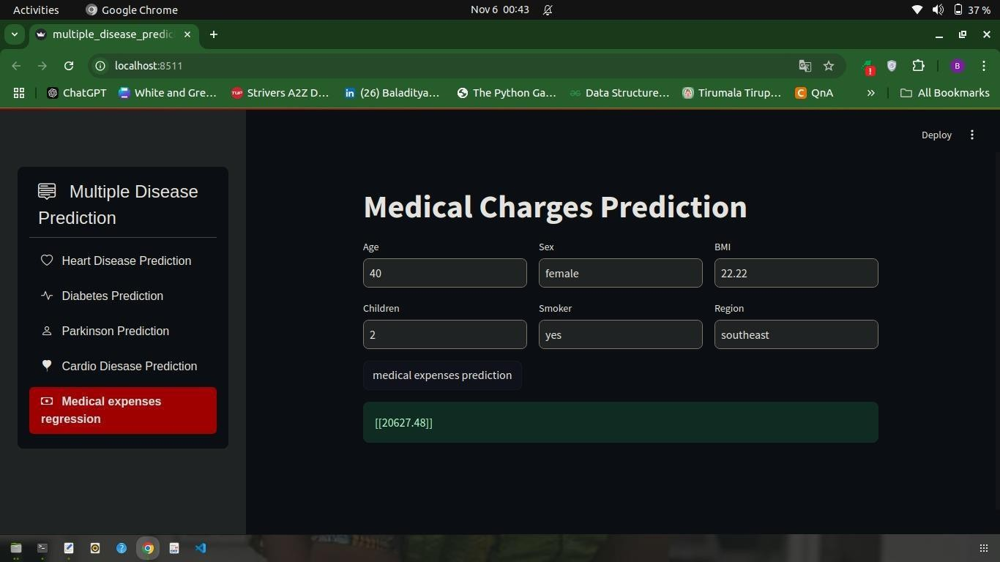 Activities
Google Chrome
Nov 6 00:43
37 %
multiple_disease_predic
localhost:8511
ChatGPT
White and Gre...
Strivers A2Z D...
(26) Baladitya...
The Python Ga...
Data Structure...
Tirumala Tirup...
QnA
All Bookmarks
Deploy
Multiple Disease
Prediction
Heart Disease Prediction
Diabetes Prediction
Parkinson Prediction
Cardio Diesase Prediction
Medical expenses
regression
Medical Charges Prediction
Age
Sex
BMI
40
female
22.22
Children
Smoker
Region
2
yes
southeast
medical expenses prediction
[[20627.48]]